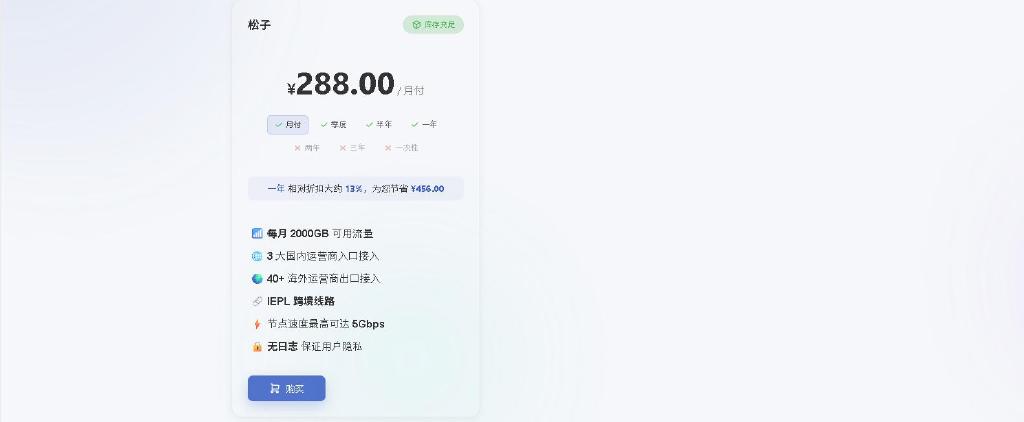 松子
库存充足
¥288.00 / 月付
月付 季度 半年 一年
两年 三年 一次性
一年 相对折扣大约 13%，为您节省 ¥456.00
每月 2000GB 可用流量
3 大国内运营商入口接入
40+ 海外运营商出口接入
IEPL 跨境线路
节点速度最高可达 5Gbps
无日志 保证用户隐私
购买